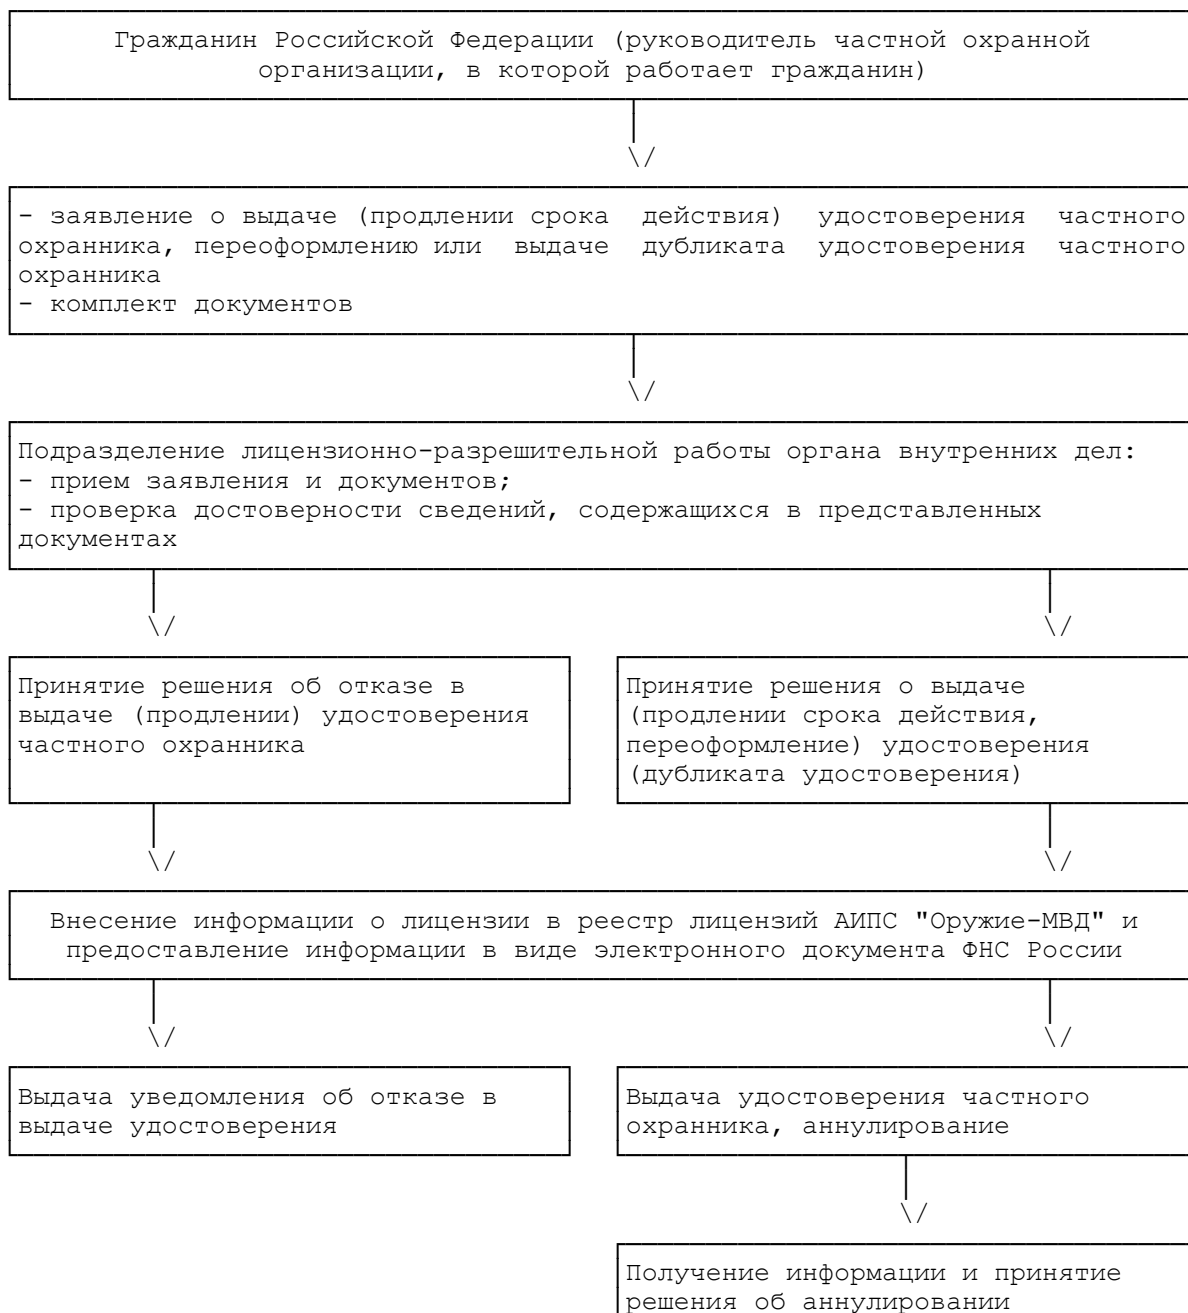 Гражданин Российской Федерации (руководитель частной охранной
организации, в которой работает гражданин)
- заявление о выдаче (продлении срока действия) удостоверения частного
охранника, переоформлению или выдаче дубликата удостоверения частного
охранника
- комплект документов
Подразделение лицензионно-разрешительной работы органа внутренних дел:
- прием заявления и документов;
- проверка достоверности сведений, содержащихся в представленных
документах
Принятие решения об отказе в
выдаче (продлении) удостоверения
частного охранника
Принятие решения о выдаче
(продлении срока действия,
переоформление) удостоверения
(дубликата удостоверения)
Внесение информации о лицензии в реестр лицензий АИПС "Оружие-МВД" и
предоставление информации в виде электронного документа ФНС России
Выдача уведомления об отказе в
выдаче удостоверения
Выдача удостоверения частного
охранника, аннулирование
Получение информации и принятие
решения об аннулировании